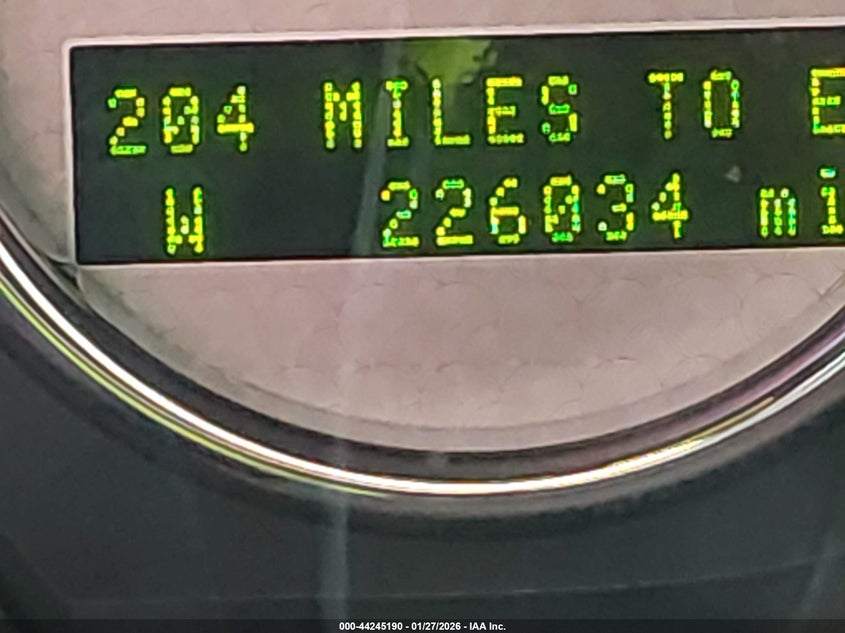 204 MILES TO E
W 226034 mi
000-44245190 - 01/27/2026 - IAA Inc.